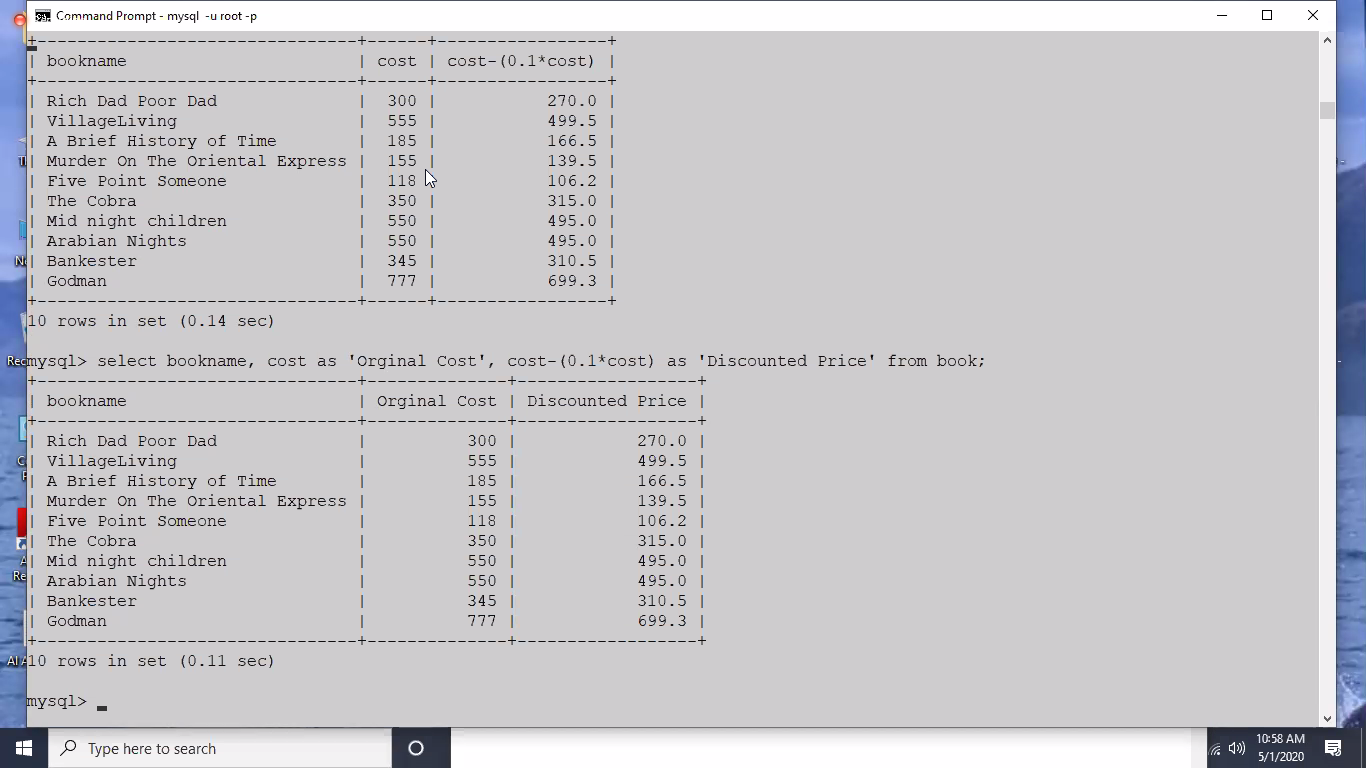 Command Prompt - mysql -u root -p
+--------------------------------+------+-----------------+
| bookname                       | cost | cost-(0.1*cost) |
+--------------------------------+------+-----------------+
| Rich Dad Poor Dad              |  300 |           270.0 |
| VillageLiving                  |  555 |           499.5 |
| A Brief History of Time        |  185 |           166.5 |
| Murder On The Oriental Express |  155 |           139.5 |
| Five Point Someone             |  118 |           106.2 |
| The Cobra                      |  350 |           315.0 |
| Mid night children             |  550 |           495.0 |
| Arabian Nights                 |  550 |           495.0 |
| Bankester                      |  345 |           310.5 |
| Godman                         |  777 |           699.3 |
+--------------------------------+------+-----------------+
10 rows in set (0.14 sec)
mysql> select bookname, cost as 'Orginal Cost', cost-(0.1*cost) as 'Discounted Price' from book;
+--------------------------------+--------------+------------------+
| bookname                       | Orginal Cost | Discounted Price |
+--------------------------------+--------------+------------------+
| Rich Dad Poor Dad              |          300 |            270.0 |
| VillageLiving                  |          555 |            499.5 |
| A Brief History of Time        |          185 |            166.5 |
| Murder On The Oriental Express |          155 |            139.5 |
| Five Point Someone             |          118 |            106.2 |
| The Cobra                      |          350 |            315.0 |
| Mid night children             |          550 |            495.0 |
| Arabian Nights                 |          550 |            495.0 |
| Bankester                      |          345 |            310.5 |
| Godman                         |          777 |            699.3 |
+--------------------------------+--------------+------------------+
10 rows in set (0.11 sec)
mysql>
Type here to search
10:58 AM
5/1/2020